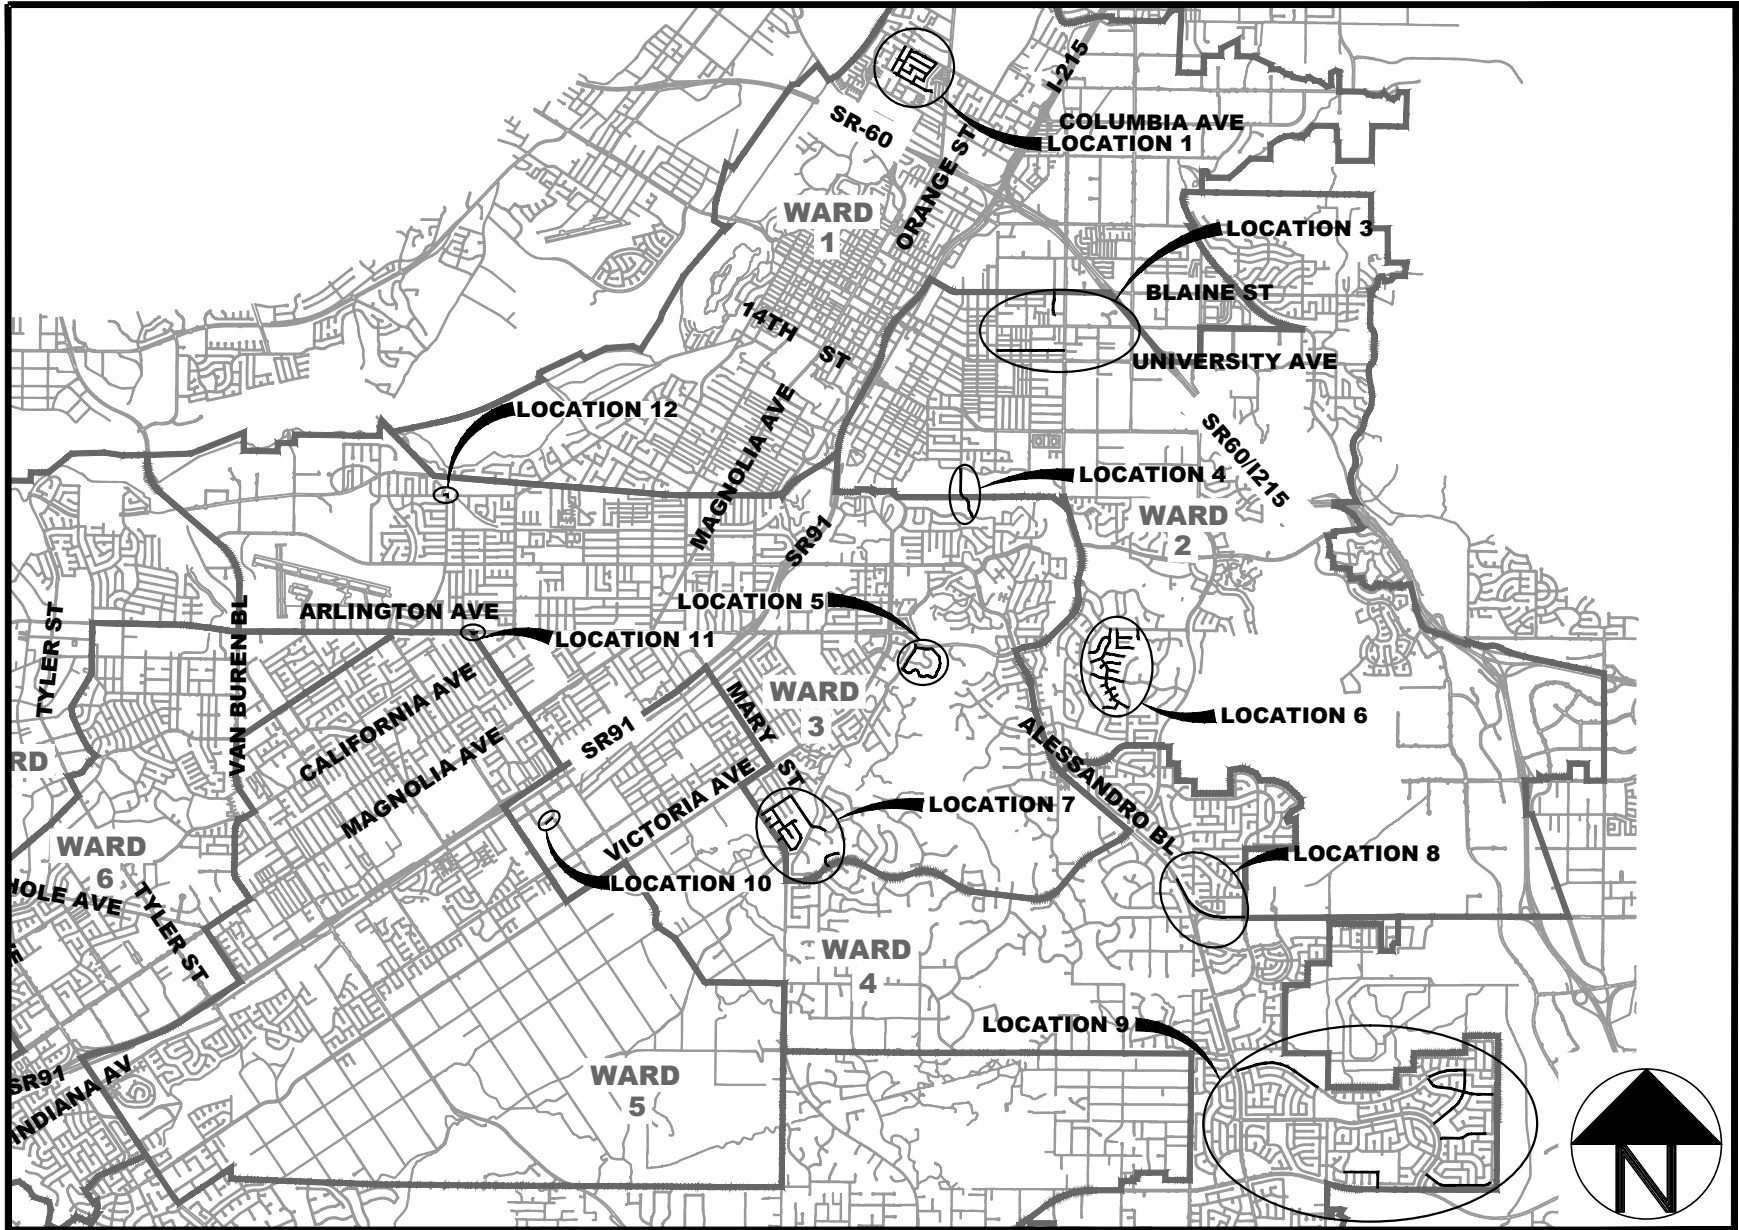 I-215
COLUMBIA AVE
LOCATION 1
SR-60
ORANGE ST
WARD
1
LOCATION 3
BLAINE ST
14TH ST
UNIVERSITY AVE
LOCATION 12
MAGNOLIA AVE
SR60/I215
LOCATION 4
WARD
2
SR91
LOCATION 5
ARLINGTON AVE
LOCATION 11
TYLER ST
VAN BUREN BL
CALIFORNIA AVE
MAGNOLIA AVE
SR91
MARY ST
WARD
3
LOCATION 6
ALESSANDRO BL
RD
VICTORIA AVE
LOCATION 7
WARD
6
LOCATION 8
HOLE AVE
TYLER ST
LOCATION 10
WARD
4
LOCATION 9
SR91
INDIANA AV
WARD
5
N